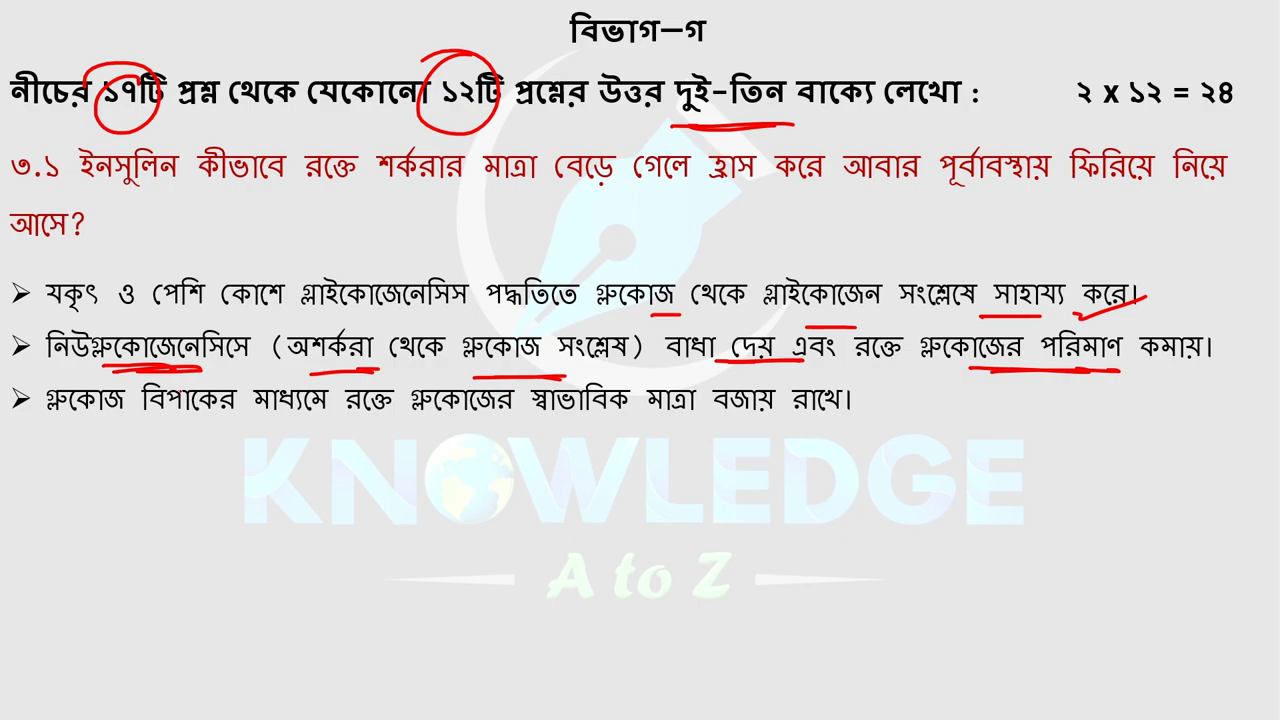 বিভাগ—গ
নীচের ১৭টি প্রশ্ন থেকে যেকোনো ১২টি প্রশ্নের উত্তর দুই-তিন বাক্যে লেখো : ২ x ১২ = ২৪
৩.১ ইনসুলিন কীভাবে রক্তে শর্করার মাত্রা বেড়ে গেলে হ্রাস করে আবার পূর্বাবস্থায় ফিরিয়ে নিয়ে
আসে?
➢ যকৃৎ ও পেশি কোশে গ্লাইকোজেনেসিস পদ্ধতিতে গ্লুকোজ থেকে গ্লাইকোজেন সংশ্লেষে সাহায্য করে।
➢ নিউগ্লুকোজেনেসিসে (অশর্করা থেকে গ্লুকোজ সংশ্লেষ) বাধা দেয় এবং রক্তে গ্লুকোজের পরিমাণ কমায়।
➢ গ্লুকোজ বিপাকের মাধ্যমে রক্তে গ্লুকোজের স্বাভাবিক মাত্রা বজায় রাখে।
KNOWLEDGE
A to Z